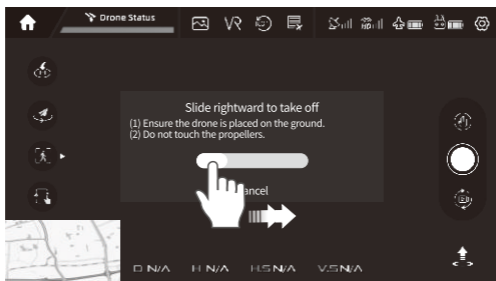 Drone Status
VR
HD
Slide rightward to take off
(1) Ensure the drone is placed on the ground.
(2) Do not touch the propellers.
ancel
D N/A H N/A H.S N/A V.S N/A